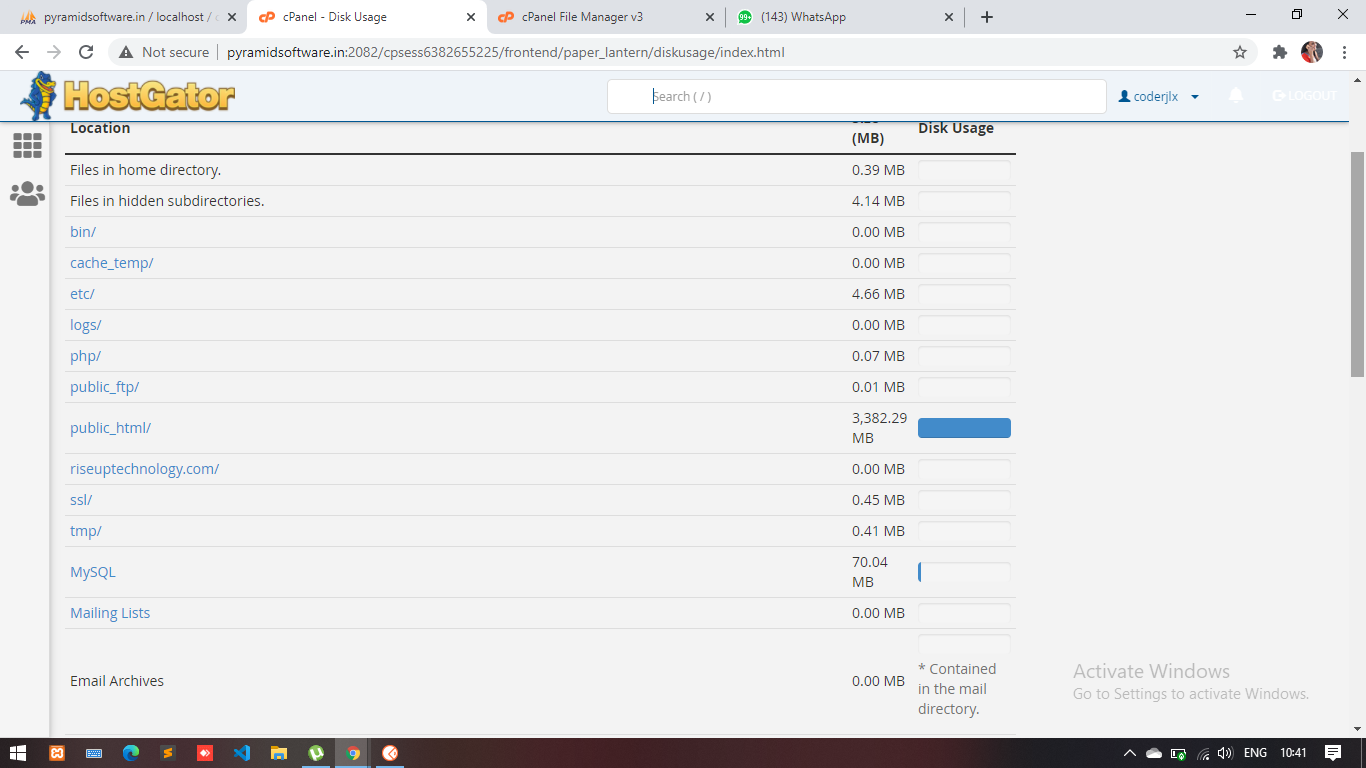 pyramidsoftware.in / localhost /
cPanel - Disk Usage
cPanel File Manager v3
99+
(143) WhatsApp
Not secure
pyramidsoftware.in:2082/cpsess6382655225/frontend/paper_lantern/diskusage/index.html
HostGator
Search ( / )
coderjlx
LOGOUT
Location
(MB)
Disk Usage
Files in home directory.
0.39 MB
Files in hidden subdirectories.
4.14 MB
bin/
0.00 MB
cache_temp/
0.00 MB
etc/
4.66 MB
logs/
0.00 MB
php/
0.07 MB
public_ftp/
0.01 MB
public_html/
3,382.29
MB
riseuptechnology.com/
0.00 MB
ssl/
0.45 MB
tmp/
0.41 MB
MySQL
70.04
MB
Mailing Lists
0.00 MB
Email Archives
0.00 MB
* Contained
in the mail
directory.
Activate Windows
Go to Settings to activate Windows.
ENG
10:41